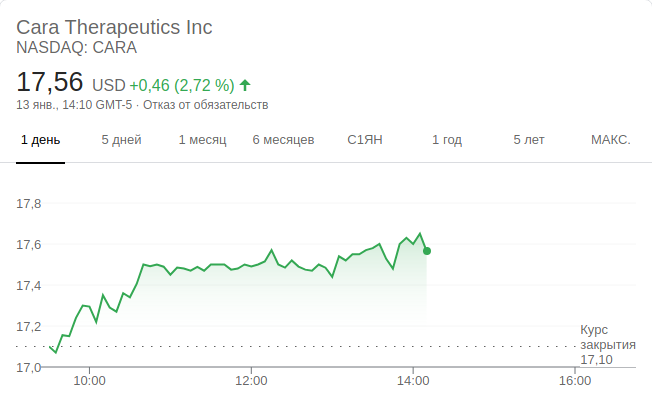 Cara Therapeutics Inc
NASDAQ: CARA
17,56 USD +0,46 (2,72 %) ↑
13 янв., 14:10 GMT-5 · Отказ от обязательств
1 день 5 дней 1 месяц 6 месяцев С1ЯН 1 год 5 лет МАКС.
17,8
17,6
17,4
17,2
17,0
Курс
закрытия
17,10
10:00 12:00 14:00 16:00